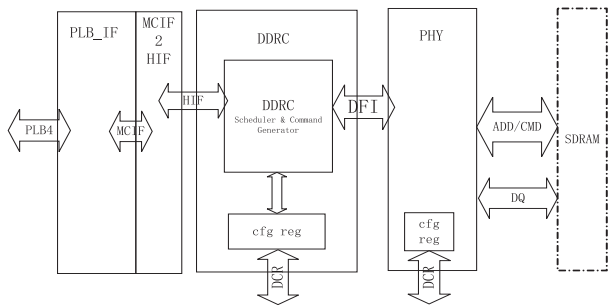 PLB_IF
MCIF
2
HIF
DDRC
PHY
DDRC
Scheduler & Command
Generator
PLB4
MCIF
HIF
DFI
ADD/CMD
DQ
SDRAM
cfg reg
cfg
reg
DCR
DCR